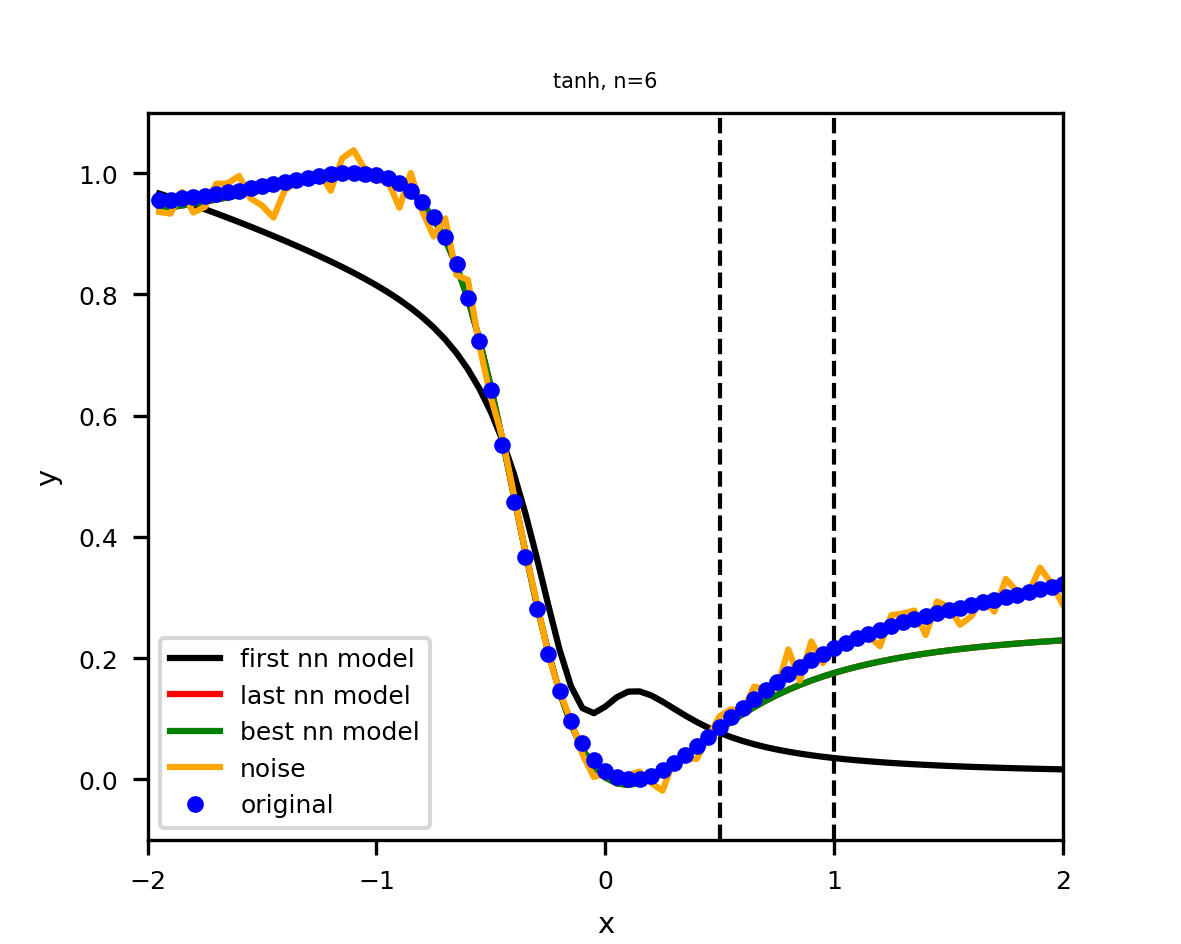 tanh, n=6
1.0
0.8
0.6
0.4
0.2
0.0
y
first nn model
last nn model
best nn model
noise
original
−2
−1
0
1
2
x